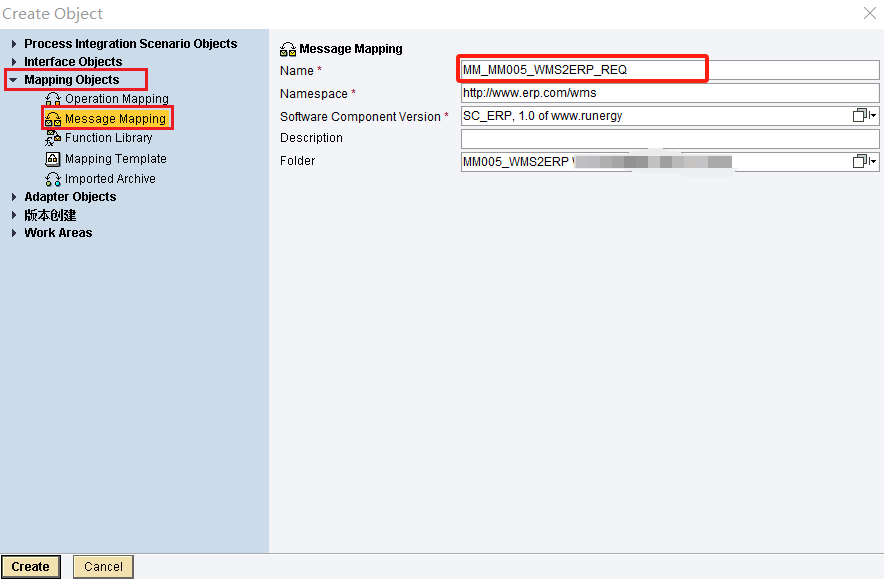 Create Object
Process Integration Scenario Objects
Interface Objects
Mapping Objects
Operation Mapping
Message Mapping
Function Library
Mapping Template
Imported Archive
Adapter Objects
版本创建
Work Areas
Message Mapping
Name * MM_MM005_WMS2ERP_REQ
Namespace * http://www.erp.com/wms
Software Component Version * SC_ERP, 1.0 of www.runergy
Description
Folder MM005_WMS2ERP
Create Cancel